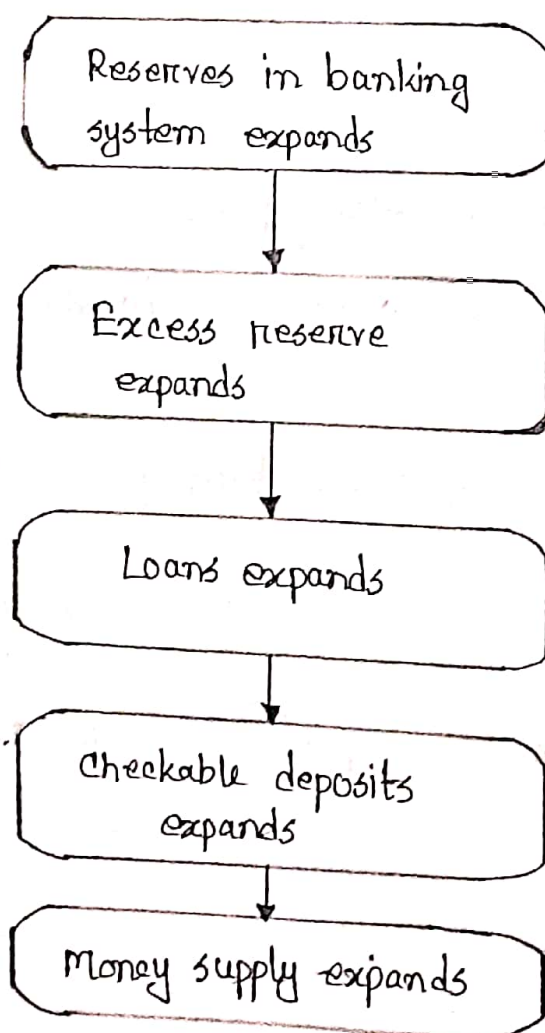 Reserves in banking
system expands
Excess reserve
expands
Loans expands
Checkable deposits
expands
Money supply expands